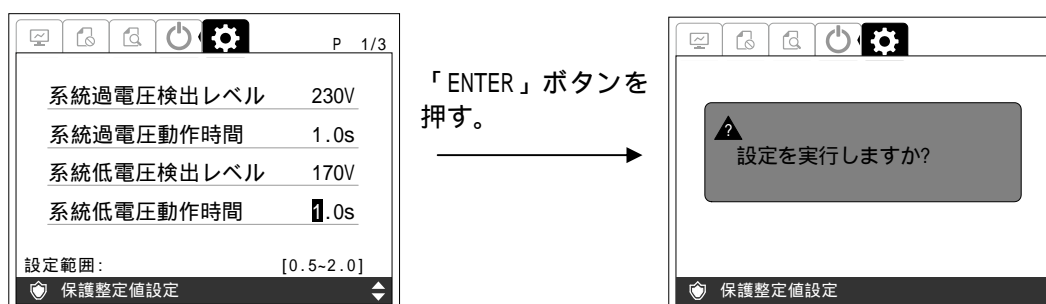 P 1/3
系統過電圧検出レベル 230V
系統過電圧動作時間 1.0s
系統低電圧検出レベル 170V
系統低電圧動作時間 1.0s
設定範囲: [0.5~2.0]
保護整定値設定
「ENTER」ボタンを
押す。
?
設定を実行しますか?
保護整定値設定